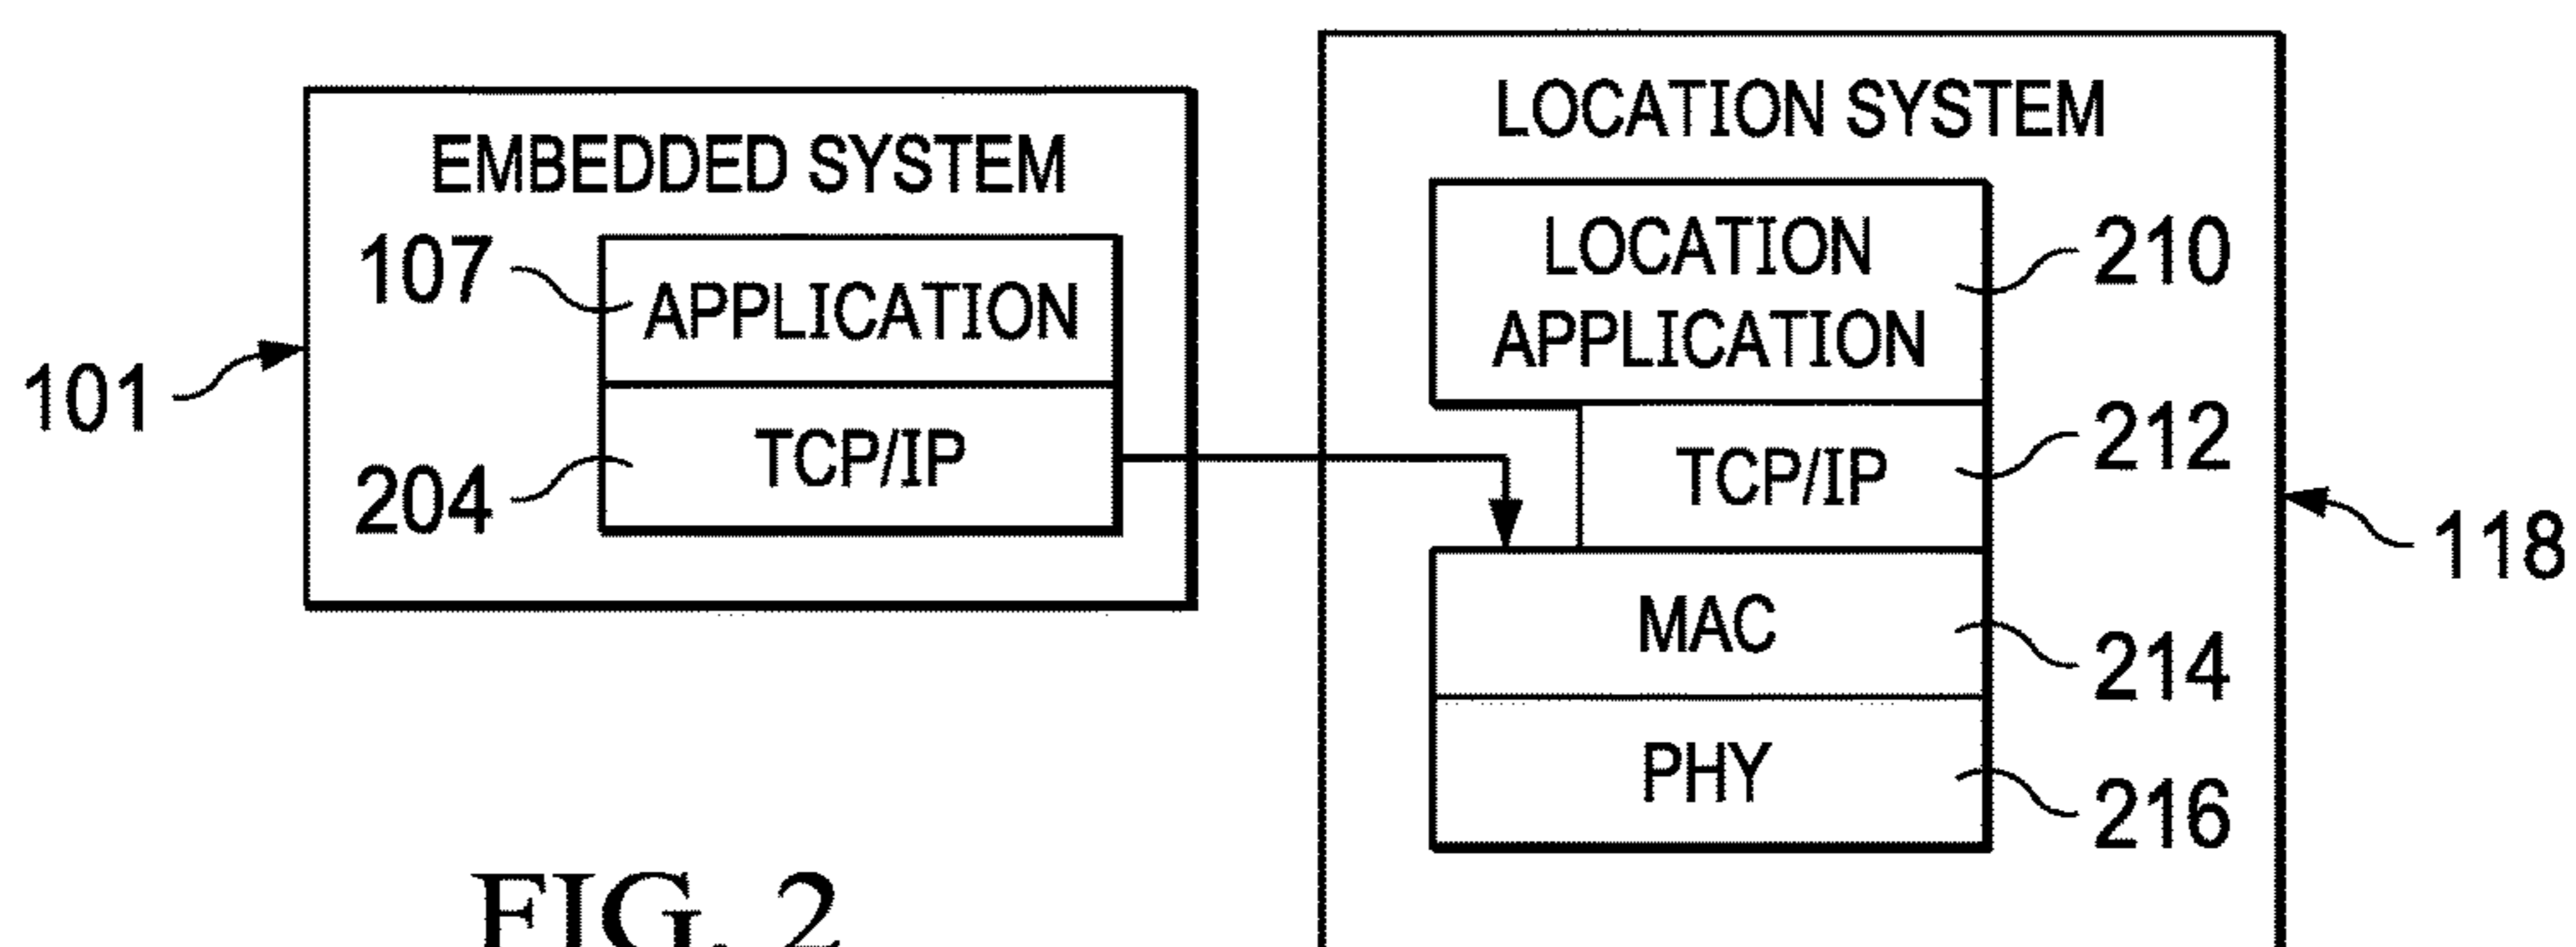 EMBEDDED SYSTEM
107
APPLICATION
101
204
TCP/IP
LOCATION SYSTEM
LOCATION
APPLICATION
210
TCP/IP
212
118
MAC
214
PHY
216
FIG. 2